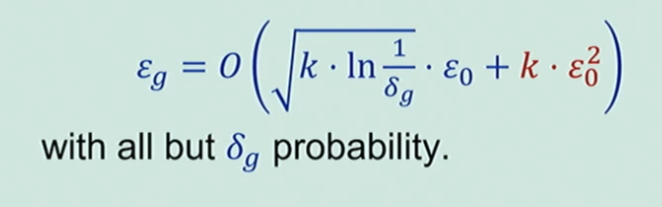 ε_g = O(√(k · ln 1/δ_g) · ε_0 + k · ε_0^2)
with all but δ_g probability.